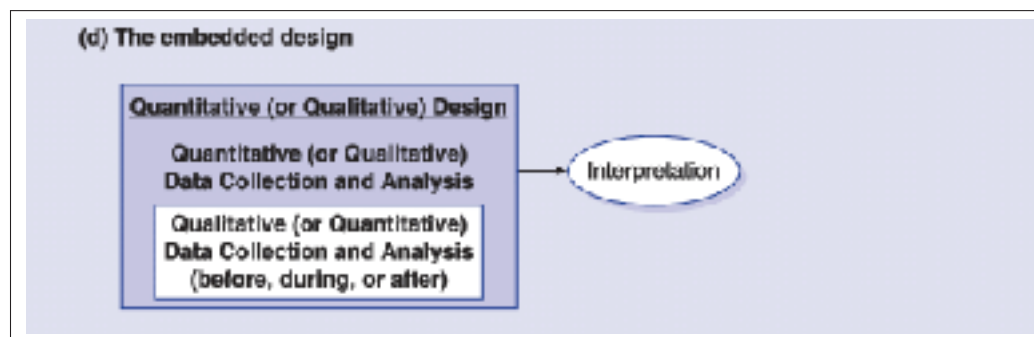 (d) The embedded design
Quantitative (or Qualitative) Design
Quantitative (or Qualitative)
Data Collection and Analysis
Interpretation
Qualitative (or Quantitative)
Data Collection and Analysis
(before, during, or after)